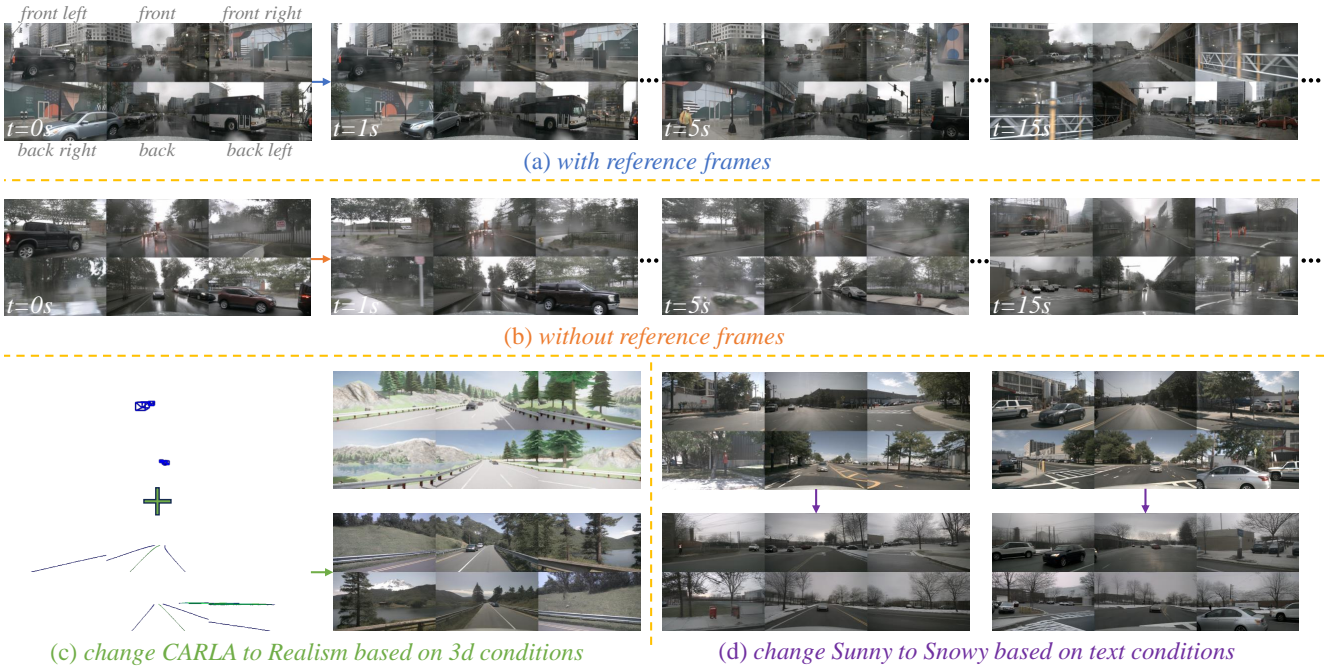 front left front front right
t=0s t=1s t=5s t=15s
back right back back left
(a) with reference frames
t=0s t=1s t=5s t=15s
(b) without reference frames
(c) change CARLA to Realism based on 3d conditions
(d) change Sunny to Snowy based on text conditions